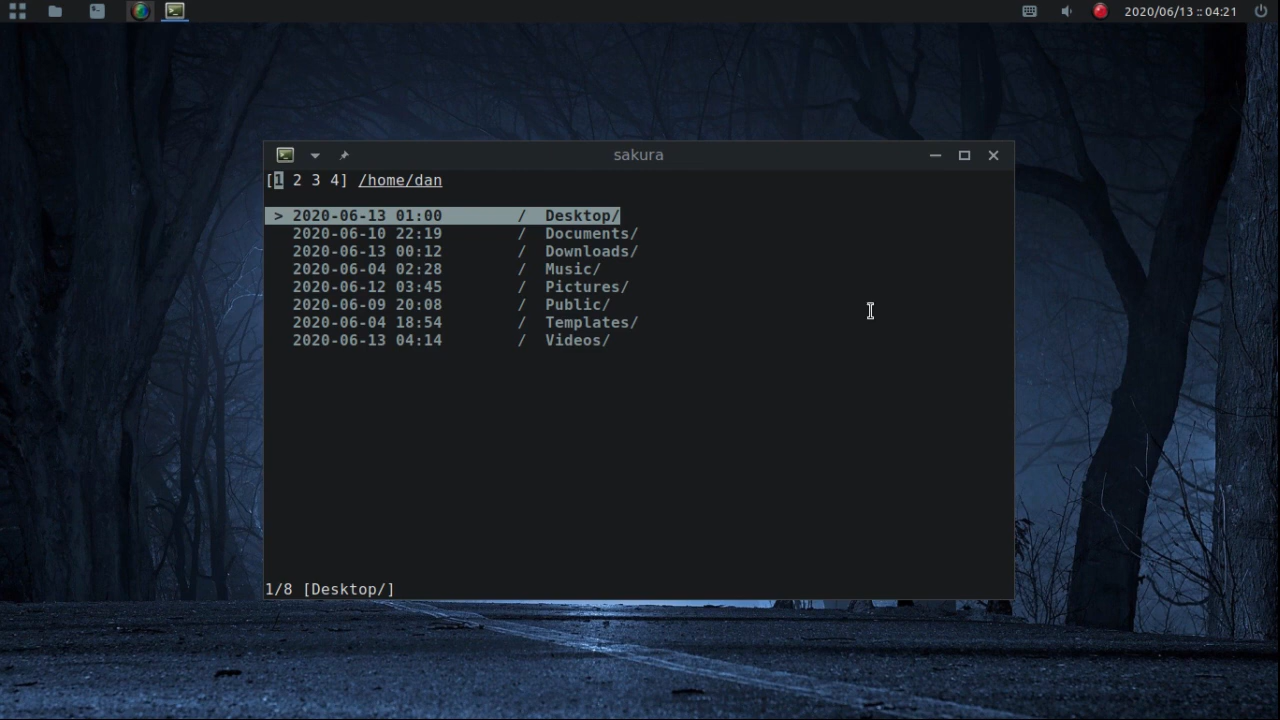 2020/06/13 :: 04:21
sakura
[1 2 3 4] /home/dan
> 2020-06-13 01:00 / Desktop/
2020-06-10 22:19 / Documents/
2020-06-13 00:12 / Downloads/
2020-06-04 02:28 / Music/
2020-06-12 03:45 / Pictures/
2020-06-09 20:08 / Public/
2020-06-04 18:54 / Templates/
2020-06-13 04:14 / Videos/
1/8 [Desktop/]